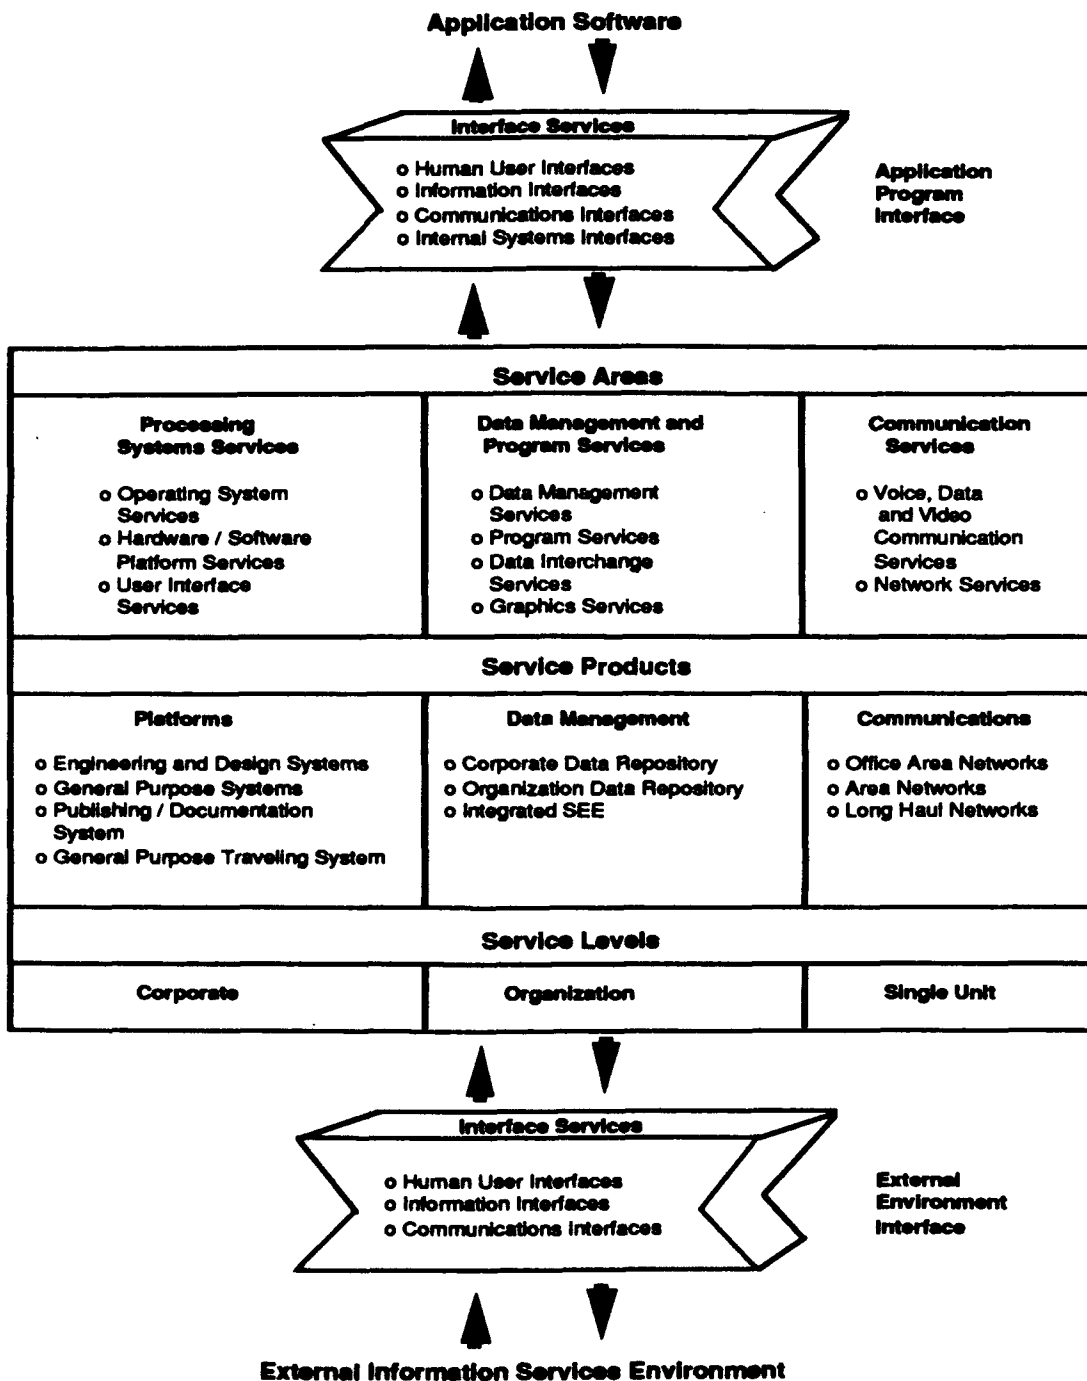 Application Software
Interface Services
o Human User Interfaces
o Information Interfaces
o Communications Interfaces
o Internal Systems Interfaces
Application
Program
Interface
Service Areas
Processing
Systems Services
o Operating System
Services
o Hardware / Software
Platform Services
o User Interface
Services
Data Management and
Program Services
o Data Management
Services
o Program Services
o Data Interchange
Services
o Graphics Services
Communication
Services
o Voice, Data
and Video
Communication
Services
o Network Services
Service Products
Platforms
o Engineering and Design Systems
o General Purpose Systems
o Publishing / Documentation
System
o General Purpose Traveling System
Data Management
o Corporate Data Repository
o Organization Data Repository
o Integrated SEE
Communications
o Office Area Networks
o Area Networks
o Long Haul Networks
Service Levels
Corporate
Organization
Single Unit
Interface Services
o Human User Interfaces
o Information Interfaces
o Communications Interfaces
External
Environment
Interface
External Information Services Environment